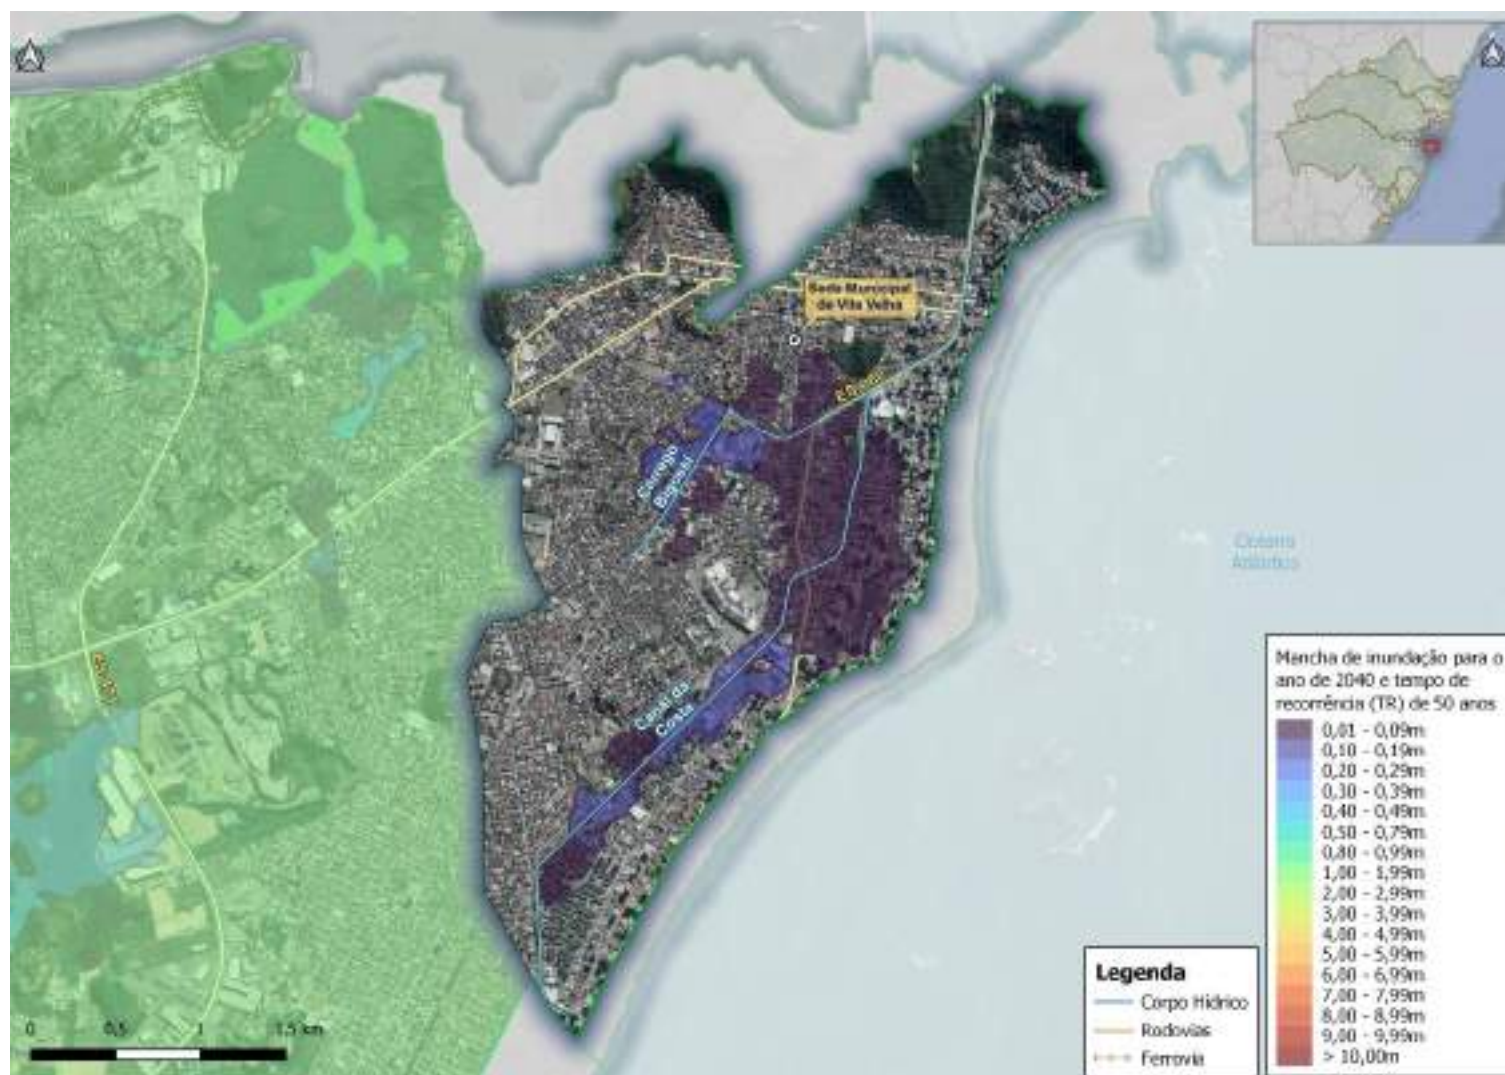 Sede Municipal
de Vila Velha
Córrego
Bigossi
Canal da
Costa
Oceano
Atlântico
Mancha de inundação para o
ano de 2040 e tempo de
recorrência (TR) de 50 anos
0,01 - 0,09m
0,10 - 0,19m
0,20 - 0,29m
0,30 - 0,39m
0,40 - 0,49m
0,50 - 0,79m
0,80 - 0,99m
1,00 - 1,99m
2,00 - 2,99m
3,00 - 3,99m
4,00 - 4,99m
5,00 - 5,99m
6,00 - 6,99m
7,00 - 7,99m
8,00 - 8,99m
9,00 - 9,99m
> 10,00m
Legenda
Corpo Hídrico
Rodovias
Ferrovia
0 0,5 1 1,5 km